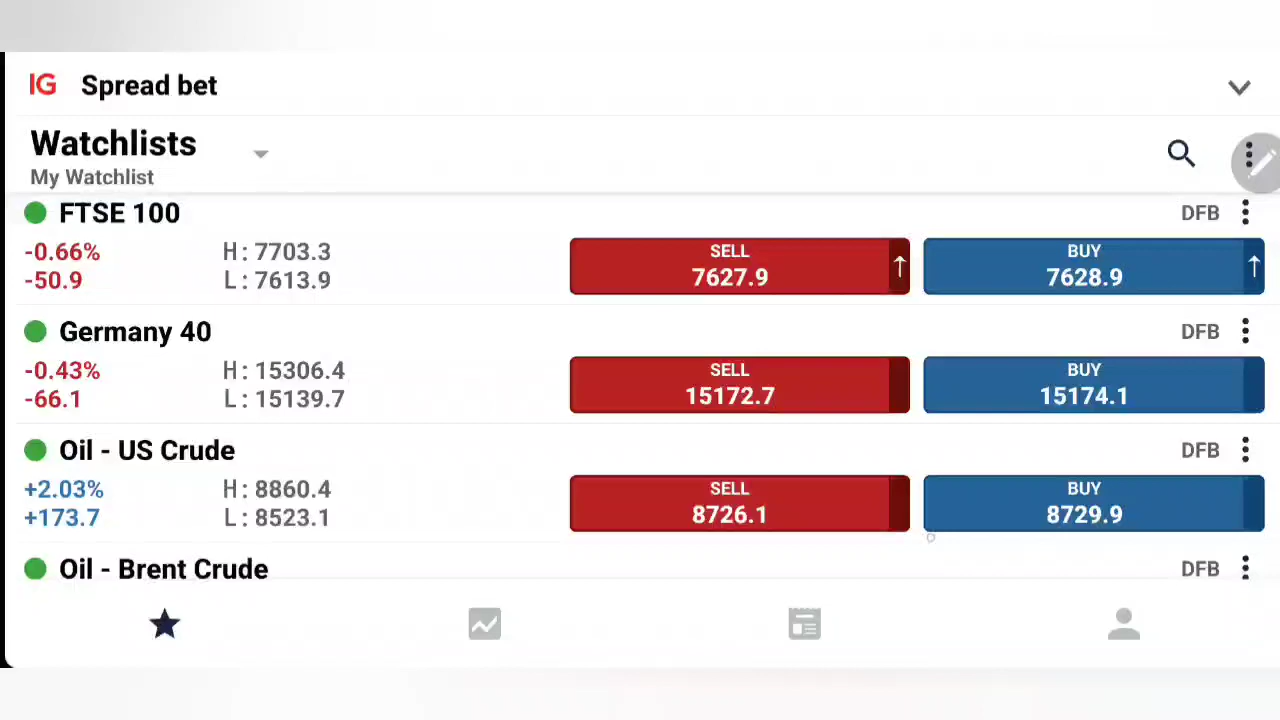 IG Spread bet
Watchlists
My Watchlist
FTSE 100 DFB
-0.66% H: 7703.3 SELL BUY
-50.9 L: 7613.9 7627.9 ↑ 7628.9 ↑
Germany 40 DFB
-0.43% H: 15306.4 SELL BUY
-66.1 L: 15139.7 15172.7 15174.1
Oil - US Crude DFB
+2.03% H: 8860.4 SELL BUY
+173.7 L: 8523.1 8726.1 8729.9
Oil - Brent Crude DFB